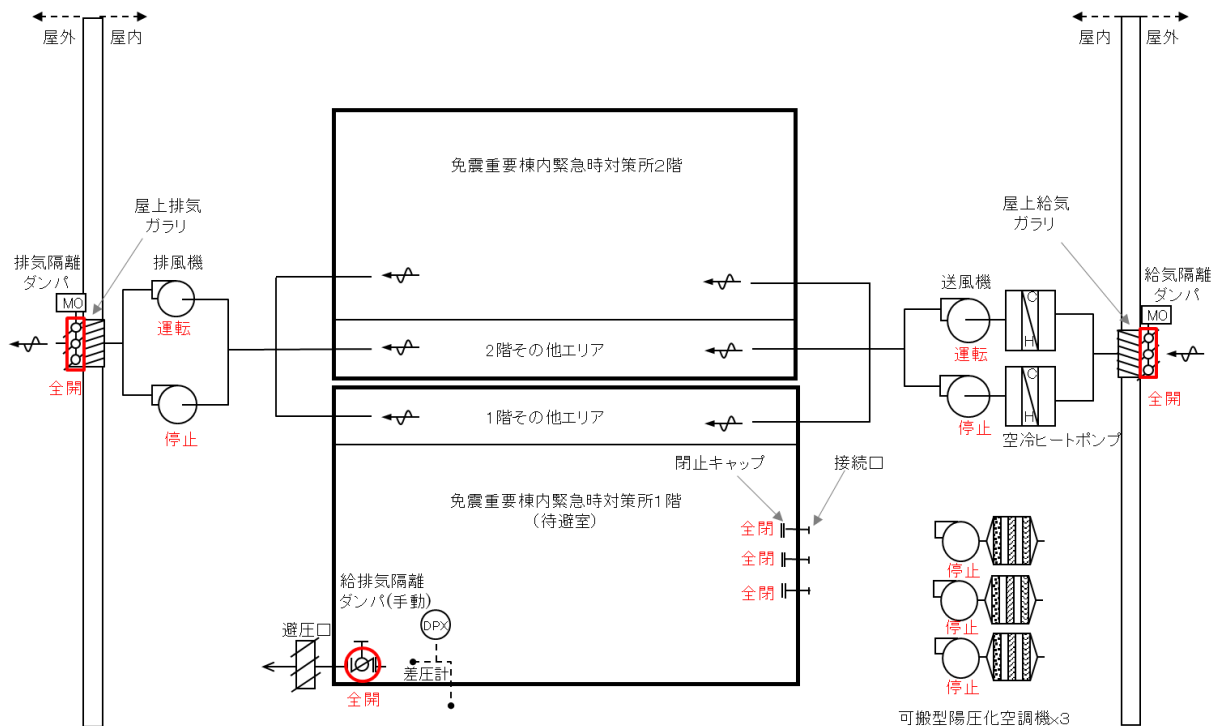 屋外
屋内
屋内
屋外
免震重要棟内緊急時対策所2階
屋上排気
ガラリ
屋上給気
ガラリ
排気隔離
ダンパ
排風機
送風機
給気隔離
ダンパ
MO
MO
C
H
運転
運転
2階その他エリア
全開
全開
C
H
停止
停止
1階その他エリア
空冷ヒートポンプ
閉止キャップ
接続口
免震重要棟内緊急時対策所1階
(待避室)
全閉
全閉
全閉
停止
停止
停止
給排気隔離
ダンパ(手動)
DPX
避圧口
差圧計
全開
可搬型陽圧化空調機×3